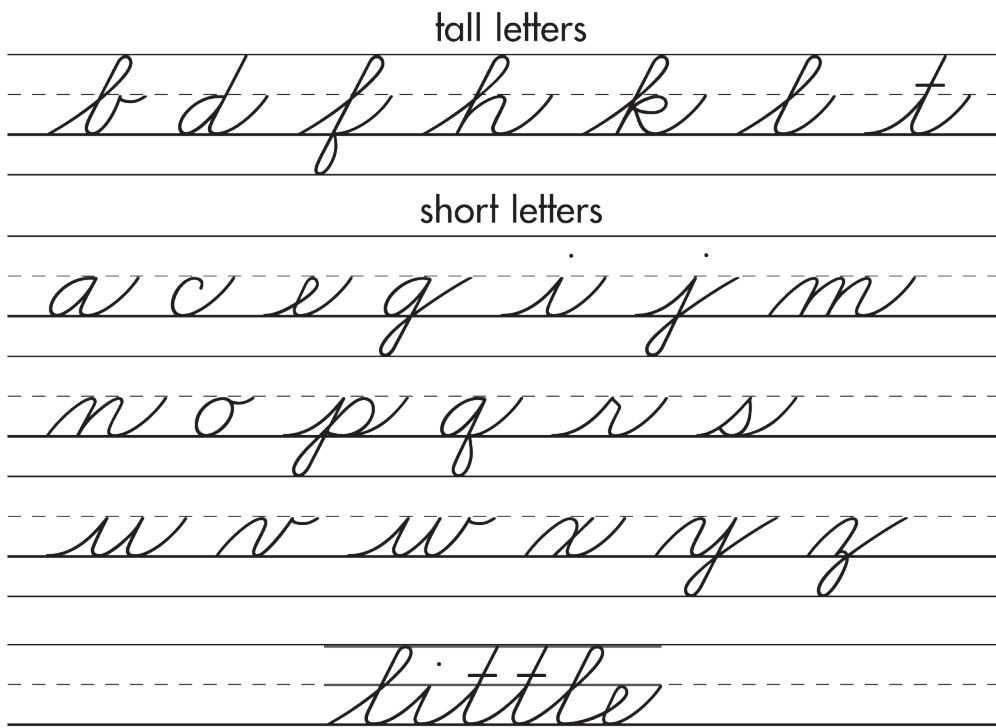 tall letters
b d f h k l t
short letters
a c e g i j m
n o p q r s
u v w x y z
little